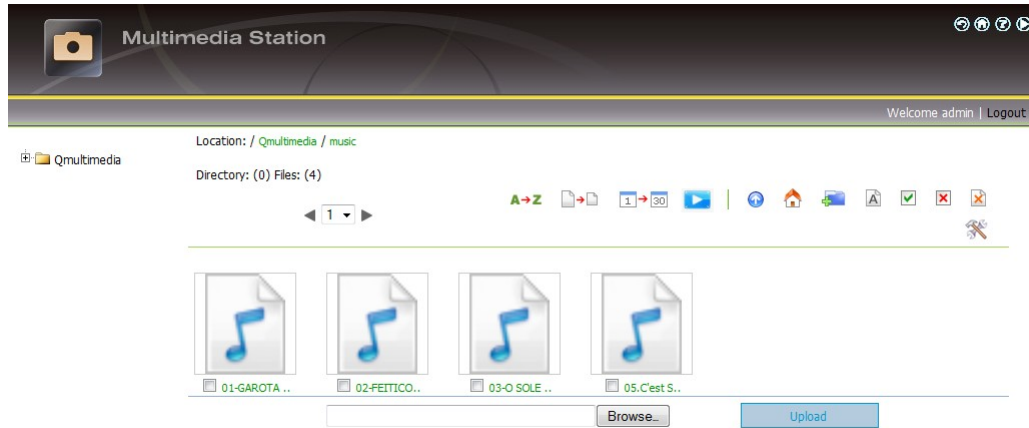 Multimedia Station
Welcome admin | Logout
Location: / Qmultimedia / music
Qmultimedia
Directory: (0) Files: (4)
1
A→Z
1→30
A
01-GAROTA ..
02-FEITICO..
03-O SOLE ..
05.C'est S..
Browse..
Upload